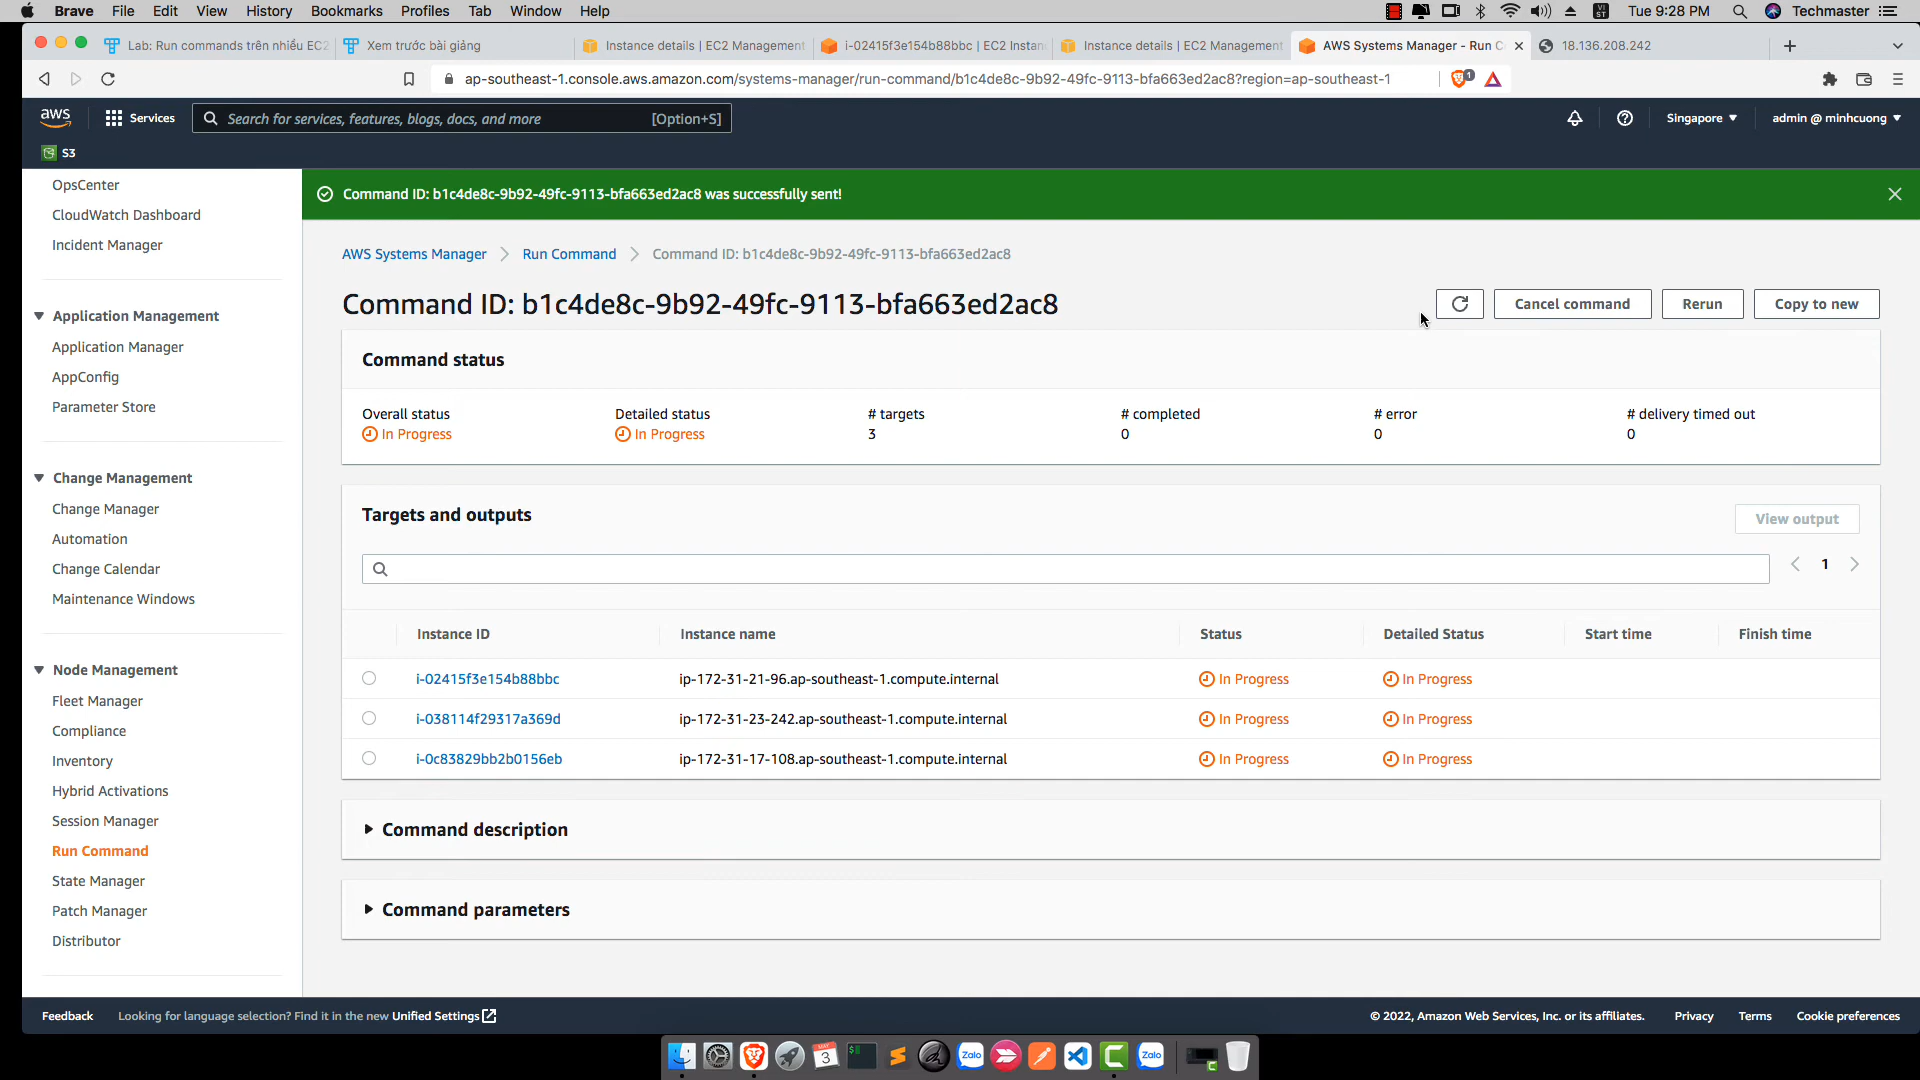 Brave File Edit View History Bookmarks Profiles Tab Window Help Tue 9:28 PM Techmaster
Lab: Run commands trên nhiều EC2 Xem trước bài giảng Instance details | EC2 Management i-02415f3e154b88bbc | EC2 Instan Instance details | EC2 Management AWS Systems Manager - Run C 18.136.208.242
ap-southeast-1.console.aws.amazon.com/systems-manager/run-command/b1c4de8c-9b92-49fc-9113-bfa663ed2ac8?region=ap-southeast-1 1
aws Services Search for services, features, blogs, docs, and more [Option+S] Singapore admin @ minhcuong
S3
OpsCenter
CloudWatch Dashboard
Incident Manager
Application Management
Application Manager
AppConfig
Parameter Store
Change Management
Change Manager
Automation
Change Calendar
Maintenance Windows
Node Management
Fleet Manager
Compliance
Inventory
Hybrid Activations
Session Manager
Run Command
State Manager
Patch Manager
Distributor
Command ID: b1c4de8c-9b92-49fc-9113-bfa663ed2ac8 was successfully sent!
AWS Systems Manager Run Command Command ID: b1c4de8c-9b92-49fc-9113-bfa663ed2ac8
Command ID: b1c4de8c-9b92-49fc-9113-bfa663ed2ac8 Cancel command Rerun Copy to new
Command status
Overall status Detailed status # targets # completed # error # delivery timed out
In Progress In Progress 3 0 0 0
Targets and outputs View output
1
Instance ID Instance name Status Detailed Status Start time Finish time
i-02415f3e154b88bbc ip-172-31-21-96.ap-southeast-1.compute.internal In Progress In Progress
i-038114f29317a369d ip-172-31-23-242.ap-southeast-1.compute.internal In Progress In Progress
i-0c83829bb2b0156eb ip-172-31-17-108.ap-southeast-1.compute.internal In Progress In Progress
Command description
Command parameters
Feedback Looking for language selection? Find it in the new Unified Settings © 2022, Amazon Web Services, Inc. or its affiliates. Privacy Terms Cookie preferences
3 Zalo Zalo